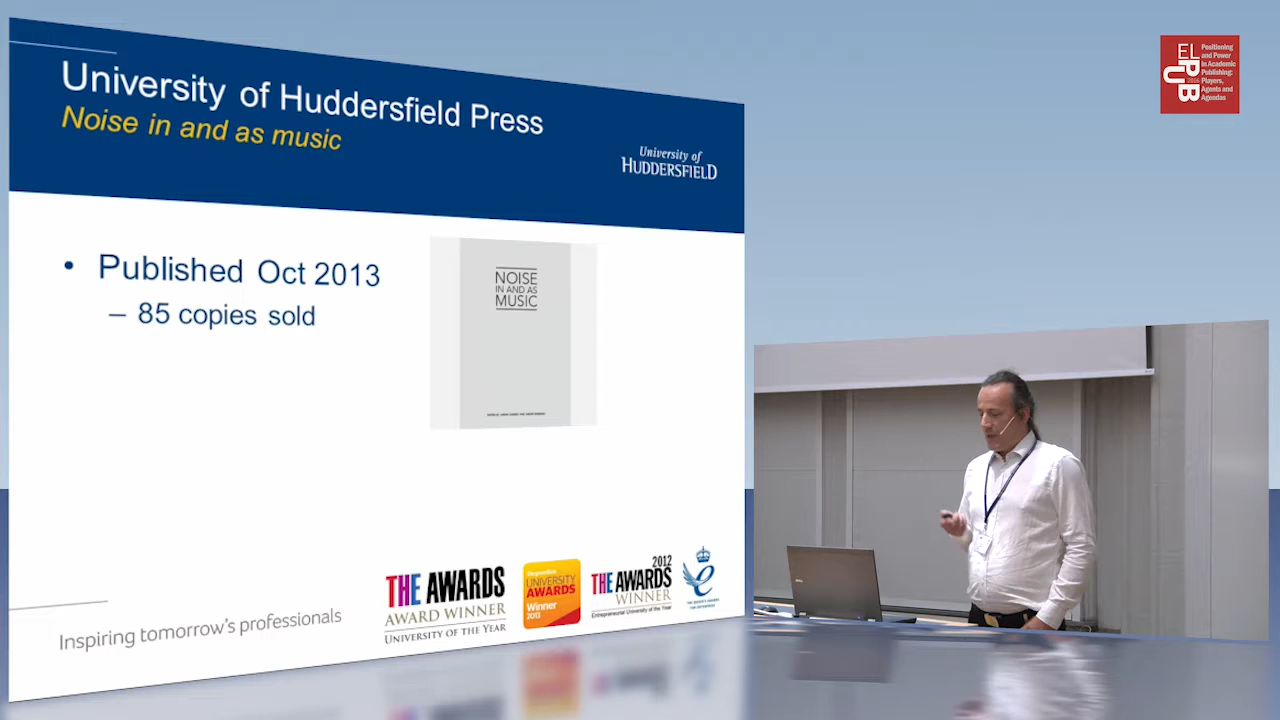 University of Huddersfield Press
Noise in and as music
University of
HUDDERSFIELD
• Published Oct 2013
– 85 copies sold
NOISE
IN AND AS
MUSIC
Inspiring tomorrow's professionals
THE AWARDS
AWARD WINNER
UNIVERSITY OF THE YEAR
UNIVERSITY
AWARDS
Winner
2013
2012
THE AWARDS
WINNER
Entrepreneurial University of the Year
EL
PUB
2016
Positioning
and Power
in Academic
Publishing:
Players,
Agents and
Agendas